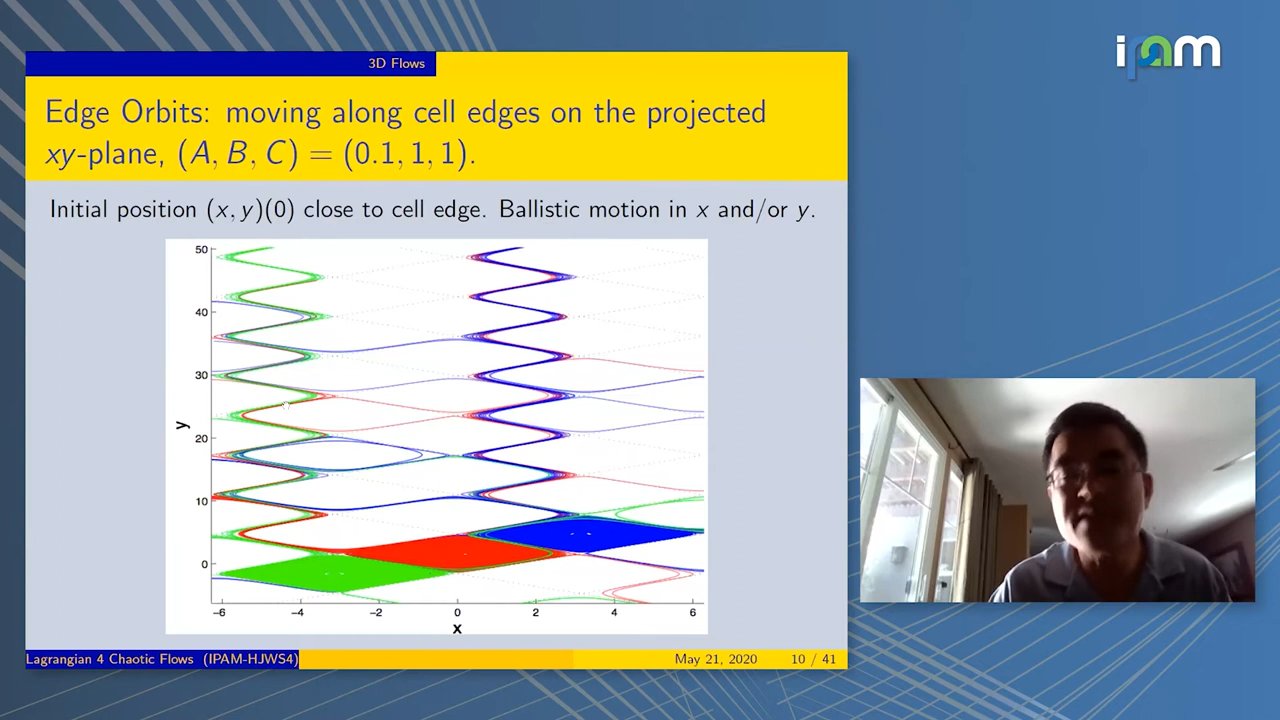 ipam
3D Flows
Edge Orbits: moving along cell edges on the projected
xy-plane, (A, B, C) = (0.1, 1, 1).
Initial position (x, y)(0) close to cell edge. Ballistic motion in x and/or y.
50
40
30
20
10
0
y
−6 −4 −2 0 2 4 6
x
Lagrangian 4 Chaotic Flows (IPAM-HJWS4) May 21, 2020 10 / 41